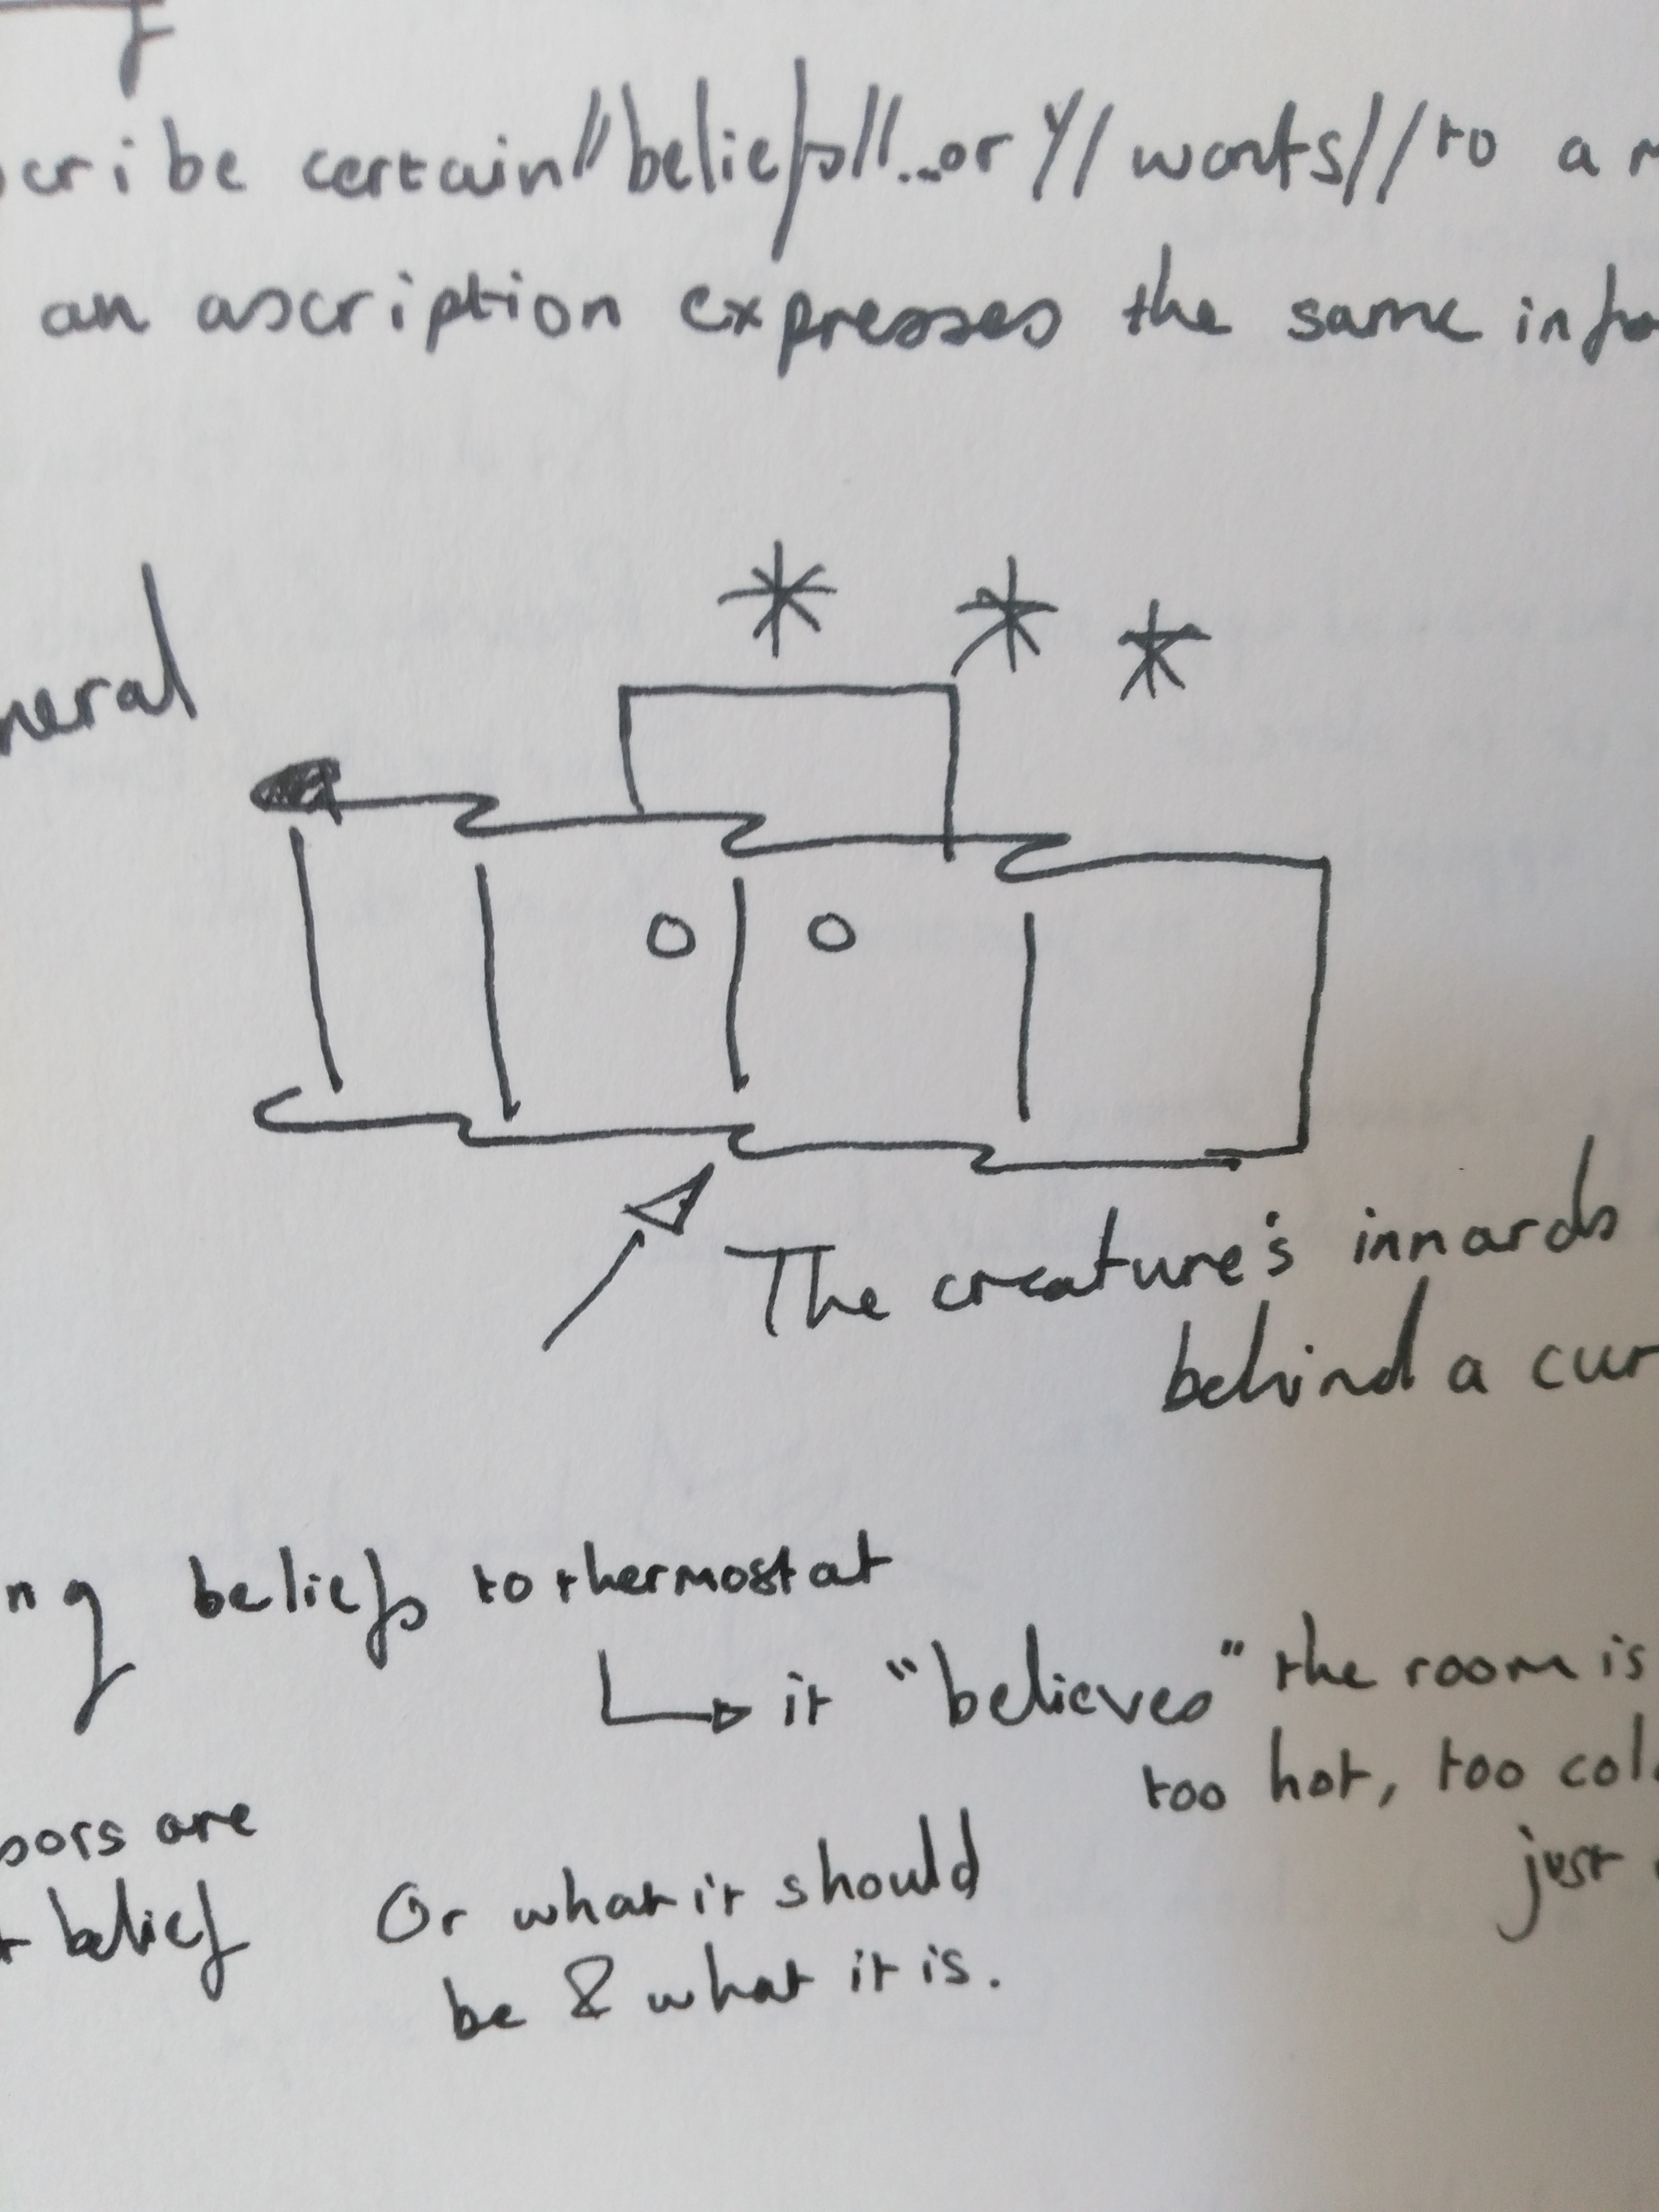 cribe certain//beliefs//...or //wants//to a m
an ascription expresses the same info
neral
The creature's innards
behind a cur
ng beliefs to thermostat
it "believes" the room is
too hot, too col
just
oors are
belief
Or what it should
be & what it is.